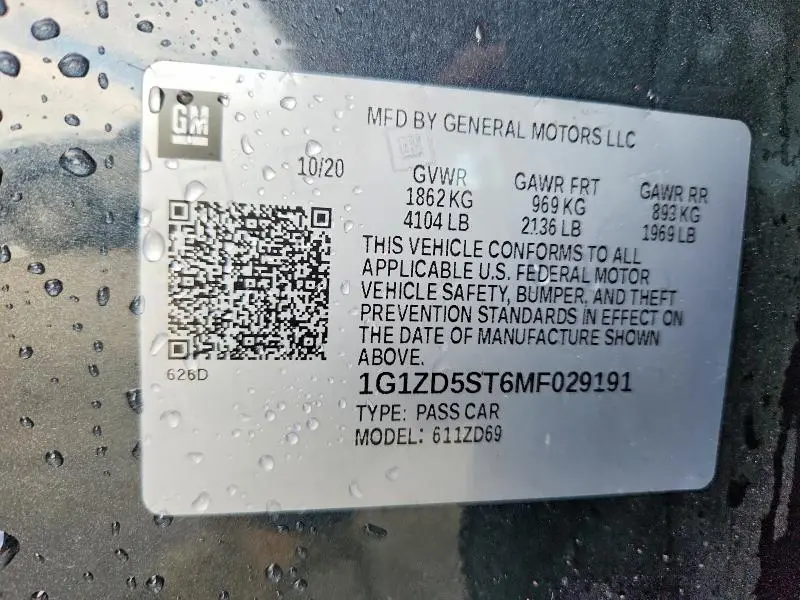 GM
MFD BY GENERAL MOTORS LLC
10/20
GVWR
1862 KG
4104 LB
GAWR FRT
969 KG
2136 LB
GAWR RR
893 KG
1969 LB
THIS VEHICLE CONFORMS TO ALL
APPLICABLE U.S. FEDERAL MOTOR
VEHICLE SAFETY, BUMPER, AND THEFT
PREVENTION STANDARDS IN EFFECT ON
THE DATE OF MANUFACTURE SHOWN
ABOVE.
626D
1G1ZD5ST6MF029191
TYPE: PASS CAR
MODEL: 611ZD69